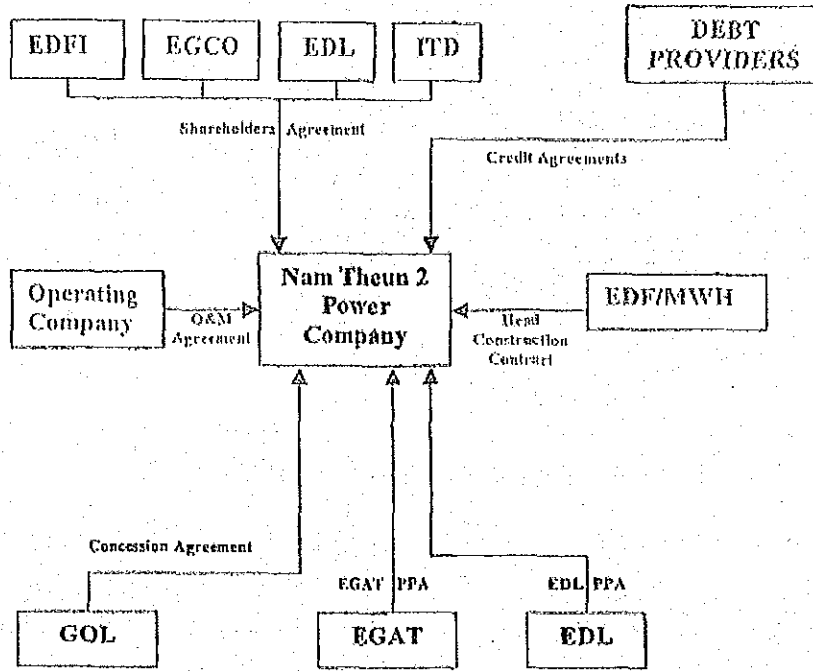 EDFI
EGCO
EDL
ITD
DEBT
PROVIDERS
Shareholders Agreement
Credit Agreements
Operating
Company
O&M
Agreement
Nam Theun 2
Power
Company
EDF/MWH
Head
Construction
Contract
Concession Agreement
EGAT PPA
EDL PPA
GOL
EGAT
EDL